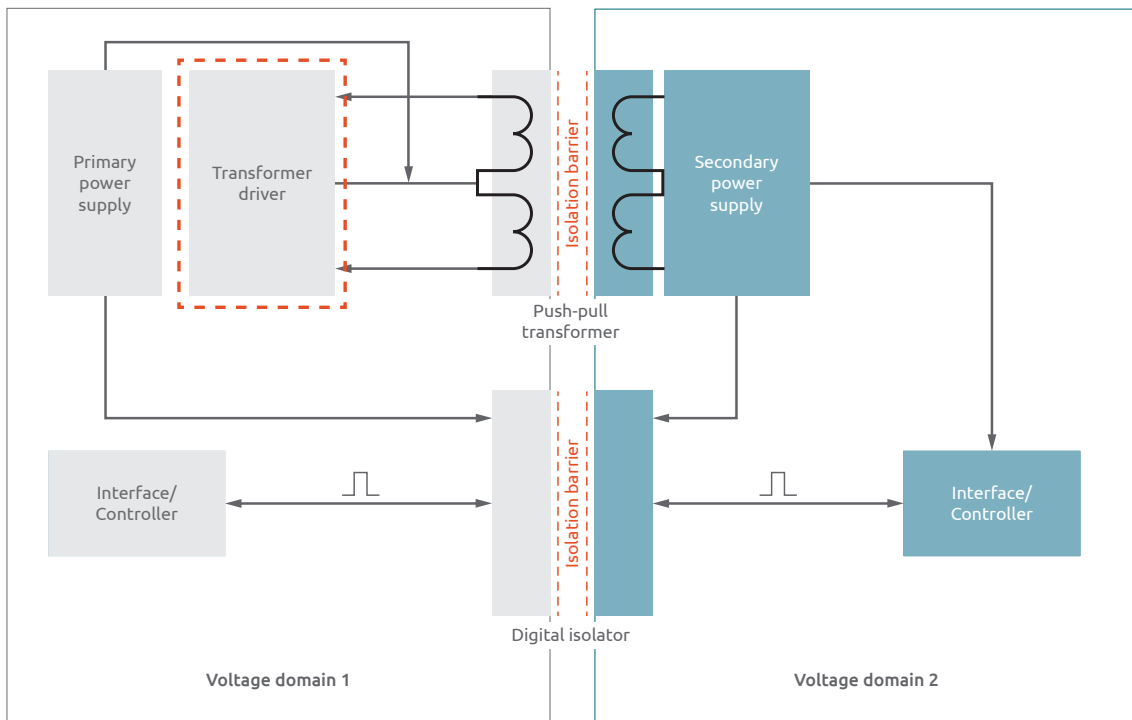 Primary
power
supply
Transformer
driver
Isolation barrier
Secondary
power
supply
Push-pull
transformer
Interface/
Controller
Isolation barrier
Interface/
Controller
Digital isolator
Voltage domain 1
Voltage domain 2